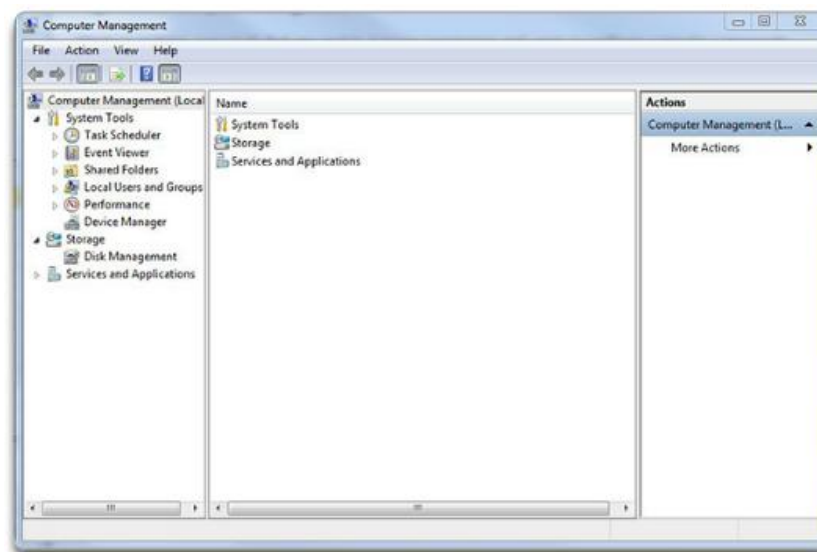 Computer Management
File Action View Help
Computer Management (Local
System Tools
Task Scheduler
Event Viewer
Shared Folders
Local Users and Groups
Performance
Device Manager
Storage
Disk Management
Services and Applications
Name
System Tools
Storage
Services and Applications
Actions
Computer Management (L...
More Actions